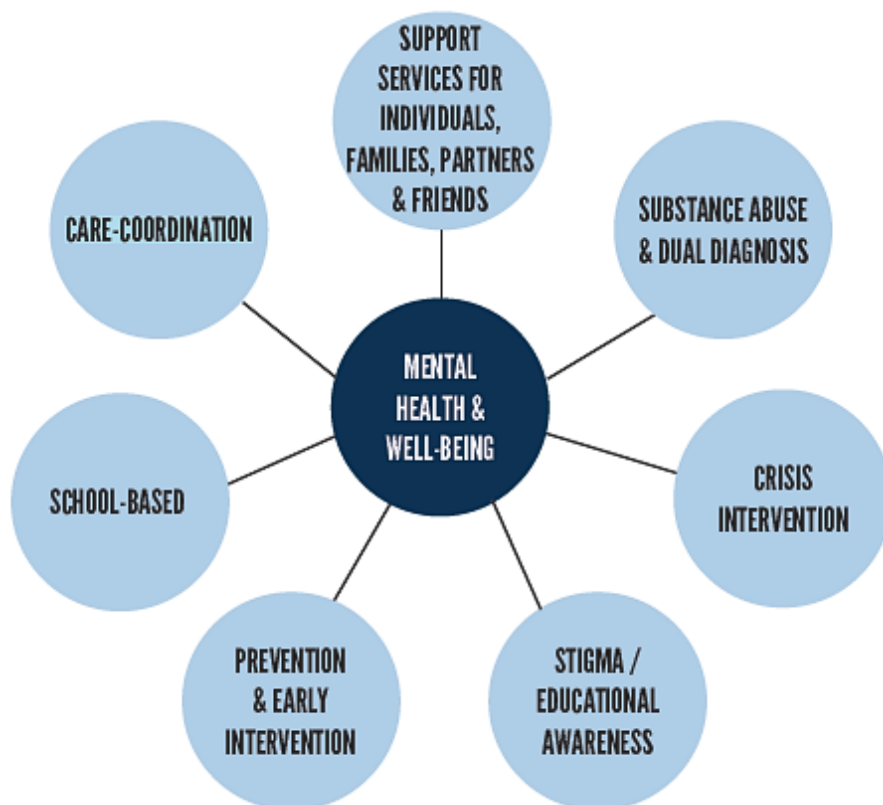 SUPPORT
SERVICES FOR
INDIVIDUALS,
FAMILIES, PARTNERS
& FRIENDS
CARE-COORDINATION
SUBSTANCE ABUSE
& DUAL DIAGNOSIS
MENTAL
HEALTH &
WELL-BEING
SCHOOL-BASED
CRISIS
INTERVENTION
PREVENTION
& EARLY
INTERVENTION
STIGMA /
EDUCATIONAL
AWARENESS